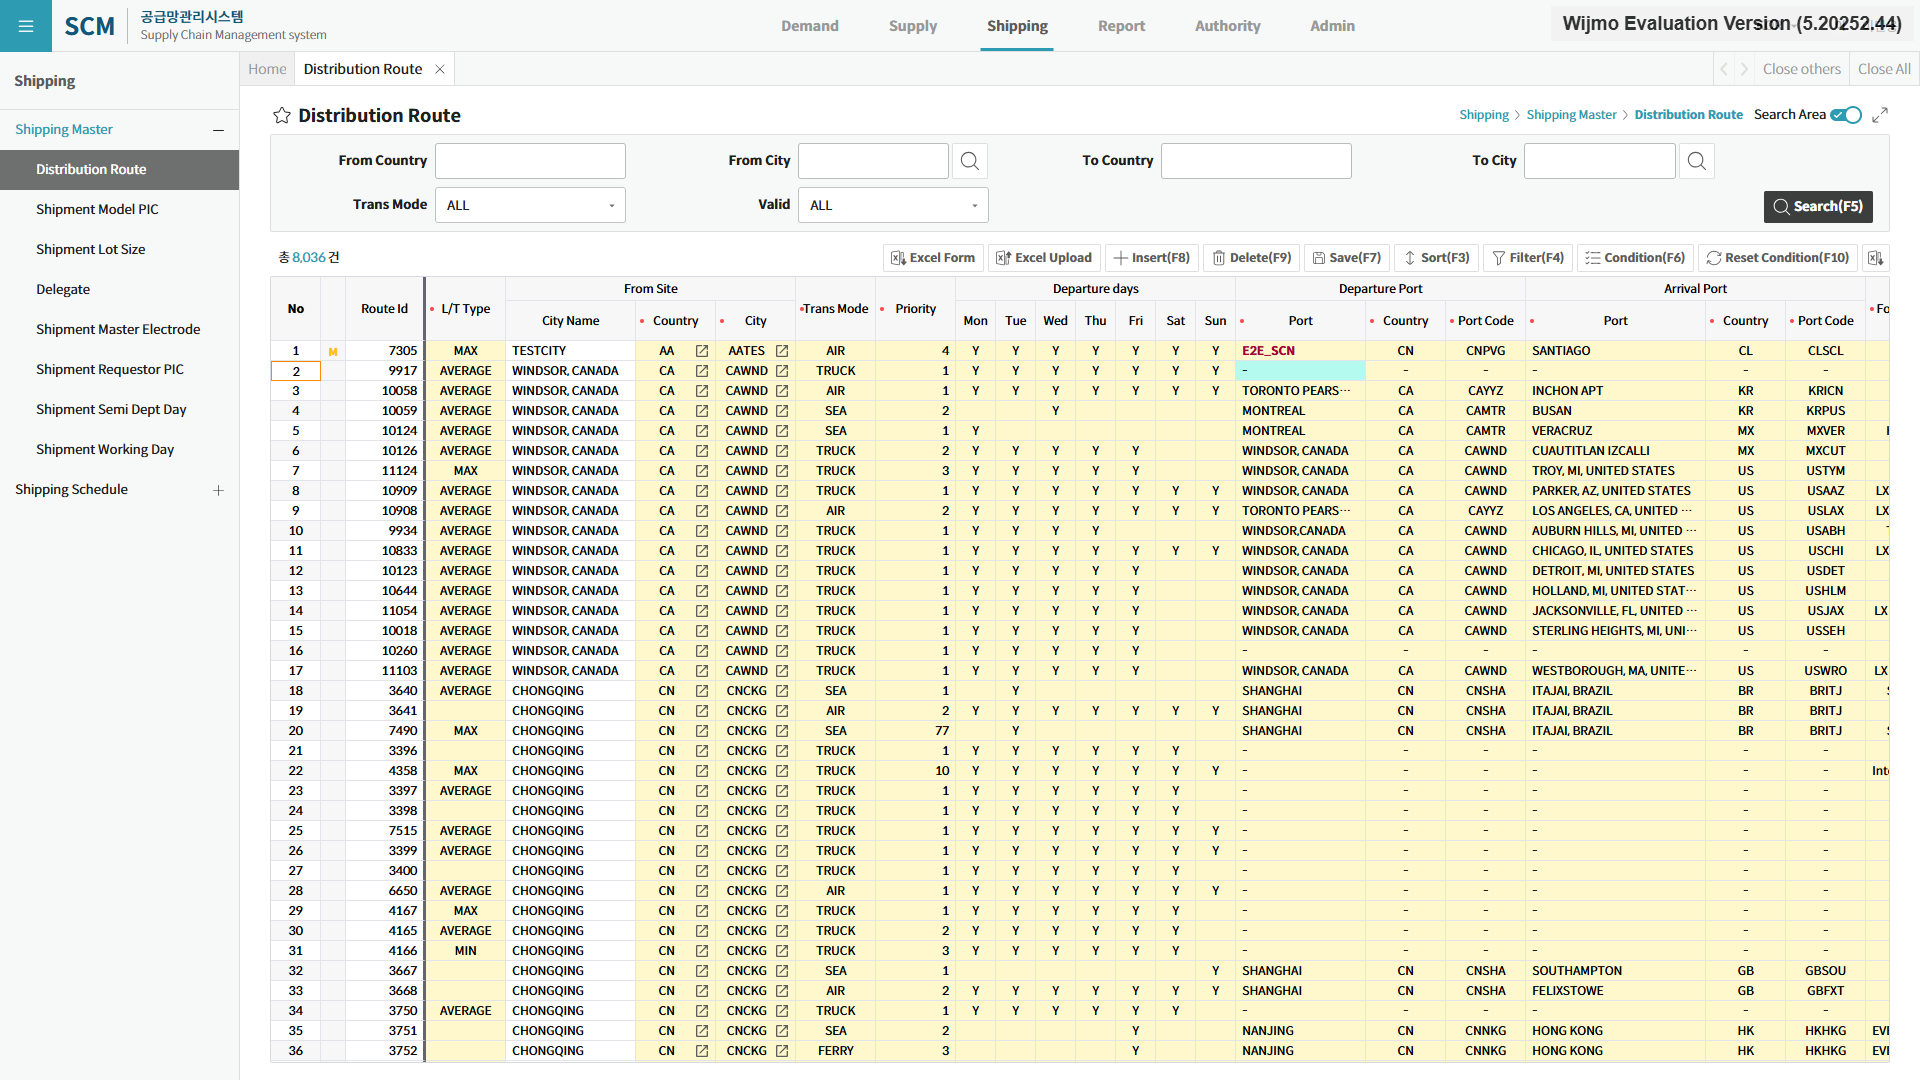 SCM 공급망관리시스템 Supply Chain Management system
Demand Supply Shipping Report Authority Admin
Wijmo Evaluation Version (5.20252.44)
Shipping
Home Distribution Route Close others Close All
Shipping Master
Distribution Route
Shipment Model PIC
Shipment Lot Size
Delegate
Shipment Master Electrode
Shipment Requestor PIC
Shipment Semi Dept Day
Shipment Working Day
Shipping Schedule
Distribution Route
Shipping > Shipping Master > Distribution Route Search Area
From Country From City To Country To City
Trans Mode ALL Valid ALL Search(F5)
총 8,036 건
Excel Form Excel Upload Insert(F8) Delete(F9) Save(F7) Sort(F3) Filter(F4) Condition(F6) Reset Condition(F10)
No Route Id L/T Type From Site Trans Mode Priority Departure days Departure Port Arrival Port Fo
City Name Country City Mon Tue Wed Thu Fri Sat Sun Port Country Port Code Port Country Port Code
1 M 7305 MAX TESTCITY AA AATES AIR 4 Y Y Y Y Y Y Y E2E_SCN CN CNPVG SANTIAGO CL CLSCL
2 9917 AVERAGE WINDSOR, CANADA CA CAWND TRUCK 1 Y Y Y Y Y Y Y - - - - - -
3 10058 AVERAGE WINDSOR, CANADA CA CAWND AIR 1 Y Y Y Y Y Y Y TORONTO PEARS… CA CAYYZ INCHON APT KR KRICN
4 10059 AVERAGE WINDSOR, CANADA CA CAWND SEA 2 Y MONTREAL CA CAMTR BUSAN KR KRPUS
5 10124 AVERAGE WINDSOR, CANADA CA CAWND SEA 1 Y MONTREAL CA CAMTR VERACRUZ MX MXVER
6 10126 AVERAGE WINDSOR, CANADA CA CAWND TRUCK 2 Y Y Y Y Y WINDSOR, CANADA CA CAWND CUAUTITLAN IZCALLI MX MXCUT
7 11124 MAX WINDSOR, CANADA CA CAWND TRUCK 3 Y Y Y Y Y WINDSOR, CANADA CA CAWND TROY, MI, UNITED STATES US USTYM
8 10909 AVERAGE WINDSOR, CANADA CA CAWND TRUCK 1 Y Y Y Y Y Y Y WINDSOR, CANADA CA CAWND PARKER, AZ, UNITED STATES US USAAZ LX
9 10908 AVERAGE WINDSOR, CANADA CA CAWND AIR 2 Y Y Y Y Y Y Y TORONTO PEARS… CA CAYYZ LOS ANGELES, CA, UNITED … US USLAX LX
10 9934 AVERAGE WINDSOR, CANADA CA CAWND TRUCK 1 Y Y Y Y WINDSOR,CANADA CA CAWND AUBURN HILLS, MI, UNITED … US USABH
11 10833 AVERAGE WINDSOR, CANADA CA CAWND TRUCK 1 Y Y Y Y Y Y Y WINDSOR, CANADA CA CAWND CHICAGO, IL, UNITED STATES US USCHI LX
12 10123 AVERAGE WINDSOR, CANADA CA CAWND TRUCK 1 Y Y Y Y Y WINDSOR, CANADA CA CAWND DETROIT, MI, UNITED STATES US USDET
13 10644 AVERAGE WINDSOR, CANADA CA CAWND TRUCK 1 Y Y Y Y Y WINDSOR, CANADA CA CAWND HOLLAND, MI, UNITED STAT… US USHLM
14 11054 AVERAGE WINDSOR, CANADA CA CAWND TRUCK 1 Y Y Y Y Y WINDSOR, CANADA CA CAWND JACKSONVILLE, FL, UNITED … US USJAX LX
15 10018 AVERAGE WINDSOR, CANADA CA CAWND TRUCK 1 Y Y Y Y Y WINDSOR, CANADA CA CAWND STERLING HEIGHTS, MI, UNI… US USSEH
16 10260 AVERAGE WINDSOR, CANADA CA CAWND TRUCK 1 Y Y Y Y Y - - - - - -
17 11103 AVERAGE WINDSOR, CANADA CA CAWND TRUCK 1 Y Y Y Y Y WINDSOR, CANADA CA CAWND WESTBOROUGH, MA, UNITE… US USWRO LX
18 3640 AVERAGE CHONGQING CN CNCKG SEA 1 Y SHANGHAI CN CNSHA ITAJAI, BRAZIL BR BRITJ
19 3641 CHONGQING CN CNCKG AIR 2 Y Y Y Y Y Y Y SHANGHAI CN CNSHA ITAJAI, BRAZIL BR BRITJ
20 7490 MAX CHONGQING CN CNCKG SEA 77 Y SHANGHAI CN CNSHA ITAJAI, BRAZIL BR BRITJ
21 3396 CHONGQING CN CNCKG TRUCK 1 Y Y Y Y Y Y - - - - - -
22 4358 MAX CHONGQING CN CNCKG TRUCK 10 Y Y Y Y Y Y Y - - - - - - Int
23 3397 AVERAGE CHONGQING CN CNCKG TRUCK 1 Y Y Y Y Y Y - - - - - -
24 3398 CHONGQING CN CNCKG TRUCK 1 Y Y Y Y Y Y - - - - - -
25 7515 AVERAGE CHONGQING CN CNCKG TRUCK 1 Y Y Y Y Y Y Y - - - - - -
26 3399 AVERAGE CHONGQING CN CNCKG TRUCK 1 Y Y Y Y Y Y Y - - - - - -
27 3400 CHONGQING CN CNCKG TRUCK 1 Y Y Y Y Y Y - - - - - -
28 6650 AVERAGE CHONGQING CN CNCKG AIR 1 Y Y Y Y Y Y Y - - - - - -
29 4167 MAX CHONGQING CN CNCKG TRUCK 1 Y Y Y Y Y Y - - - - - -
30 4165 AVERAGE CHONGQING CN CNCKG TRUCK 2 Y Y Y Y Y Y - - - - - -
31 4166 MIN CHONGQING CN CNCKG TRUCK 3 Y Y Y Y Y Y - - - - - -
32 3667 CHONGQING CN CNCKG SEA 1 Y SHANGHAI CN CNSHA SOUTHAMPTON GB GBSOU
33 3668 CHONGQING CN CNCKG AIR 2 Y Y Y Y Y Y Y SHANGHAI CN CNSHA FELIXSTOWE GB GBFXT
34 3750 AVERAGE CHONGQING CN CNCKG TRUCK 1 Y Y Y Y Y Y - - - - - -
35 3751 CHONGQING CN CNCKG SEA 2 Y NANJING CN CNNKG HONG KONG HK HKHKG EVI
36 3752 CHONGQING CN CNCKG FERRY 3 Y NANJING CN CNNKG HONG KONG HK HKHKG EVI